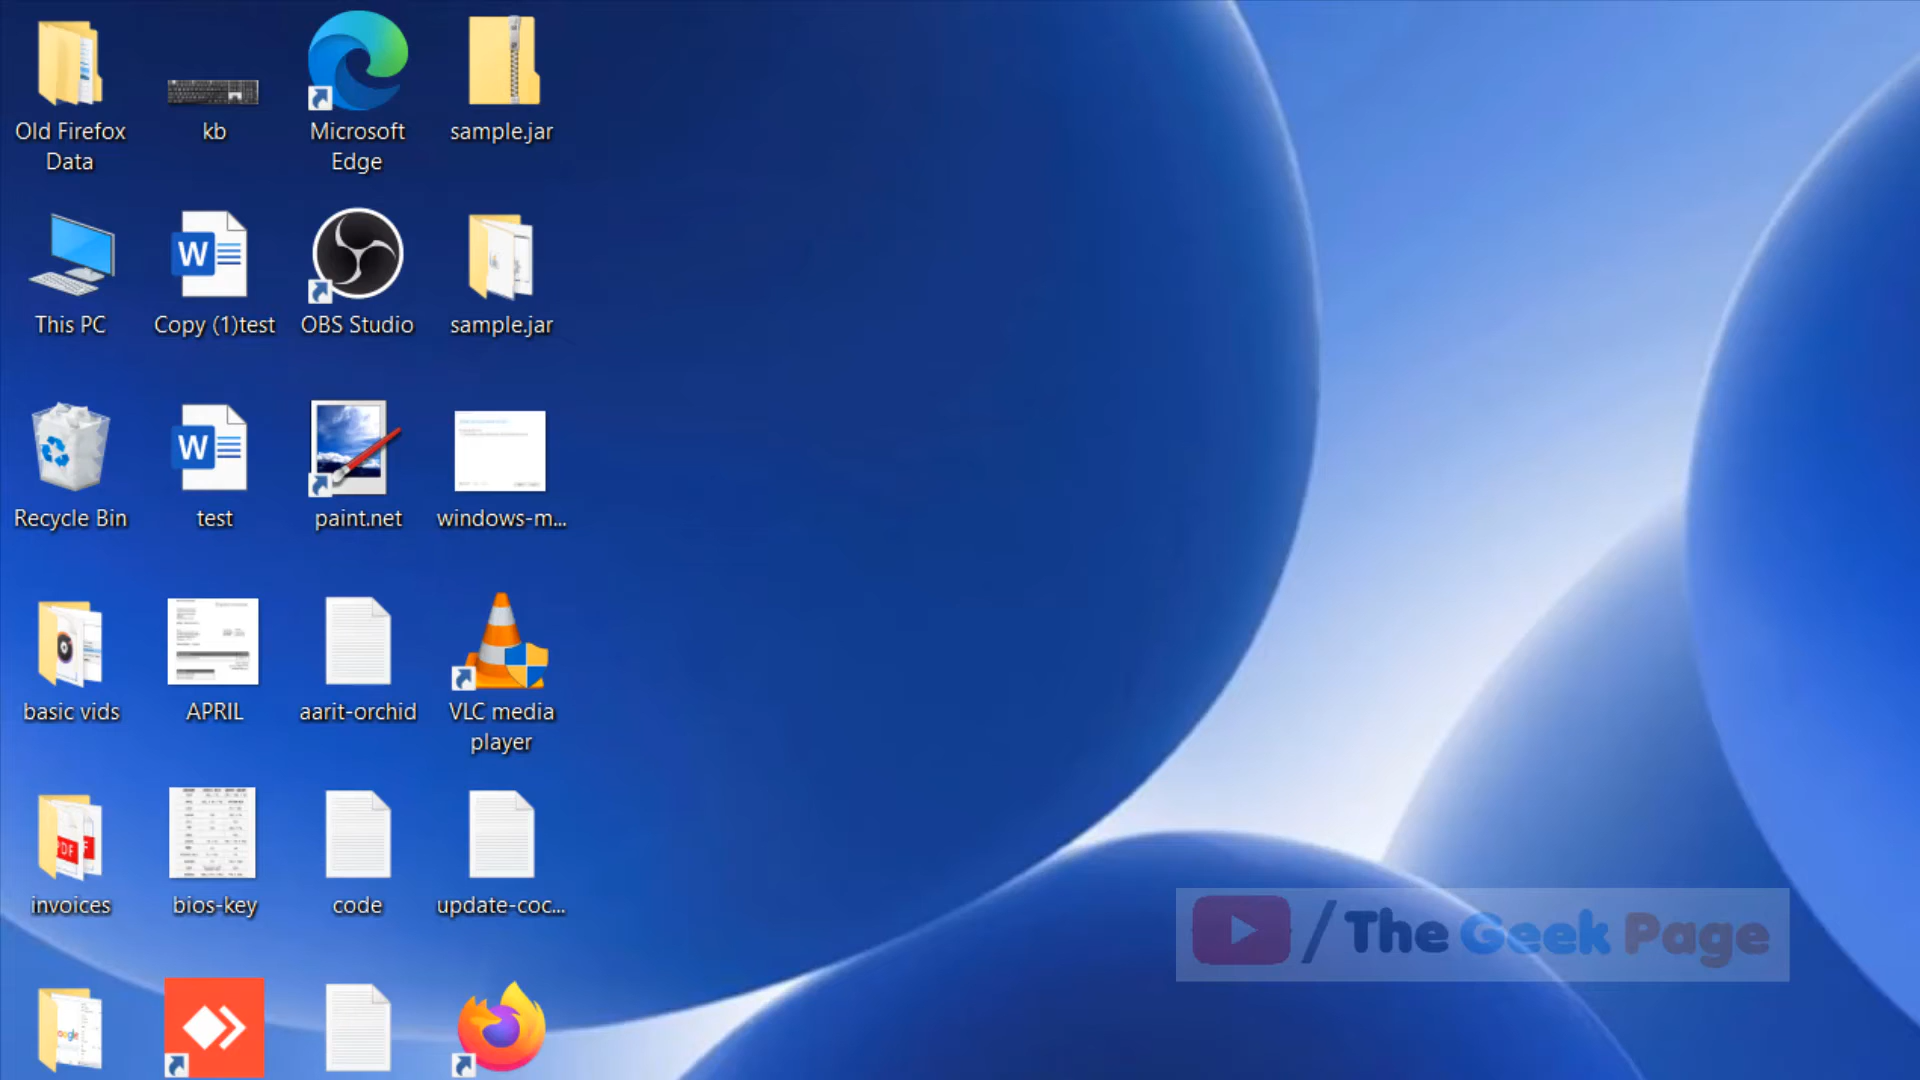 Old Firefox
Data
kb
Microsoft
Edge
sample.jar
This PC
W
Copy (1)test
OBS Studio
sample.jar
Recycle Bin
W
test
paint.net
windows-m...
basic vids
APRIL
aarit-orchid
VLC media
player
PDF
invoices
bios-key
code
update-coc...
/ The Geek Page